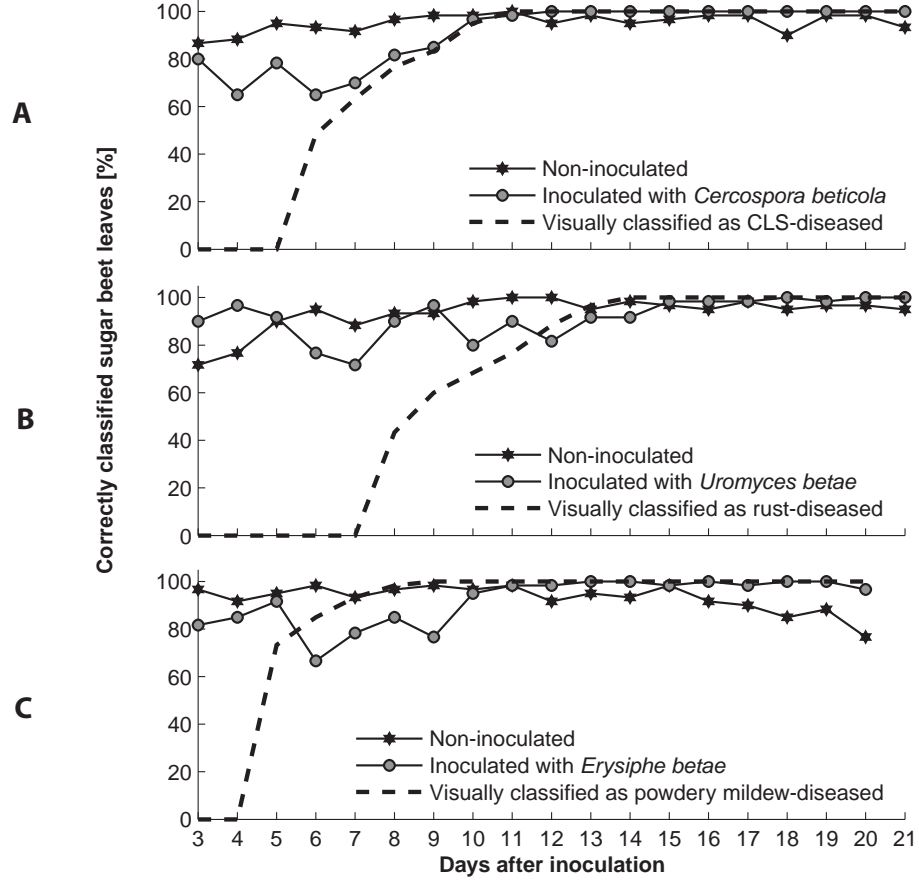 Correctly classified sugar beet leaves [%]
A
100
80
60
40
20
0
Non-inoculated
Inoculated with Cercospora beticola
Visually classified as CLS-diseased
B
100
80
60
40
20
0
Non-inoculated
Inoculated with Uromyces betae
Visually classified as rust-diseased
C
100
80
60
40
20
0
Non-inoculated
Inoculated with Erysiphe betae
Visually classified as powdery mildew-diseased
3 4 5 6 7 8 9 10 11 12 13 14 15 16 17 18 19 20 21
Days after inoculation